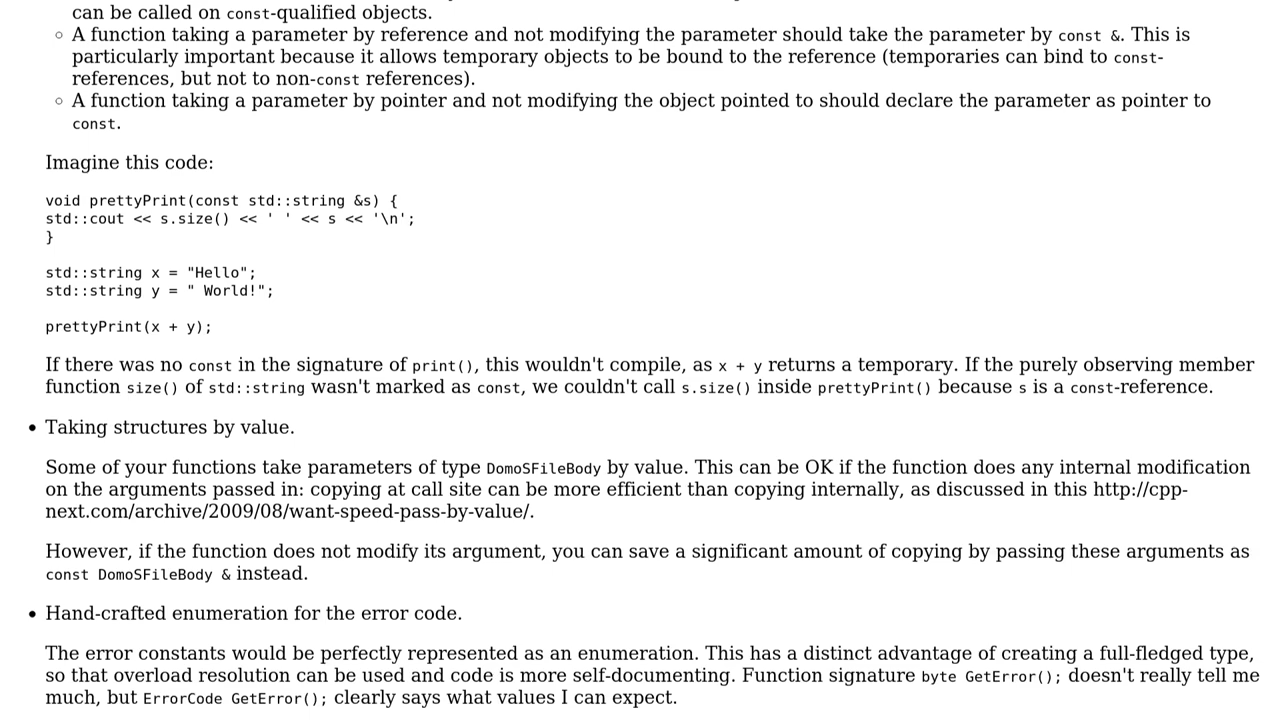 can be called on const-qualified objects.
◦ A function taking a parameter by reference and not modifying the parameter should take the parameter by const &. This is
particularly important because it allows temporary objects to be bound to the reference (temporaries can bind to const-
references, but not to non-const references).
◦ A function taking a parameter by pointer and not modifying the object pointed to should declare the parameter as pointer to
const.
Imagine this code:
void prettyPrint(const std::string &s) {
std::cout << s.size() << ' ' << s << '\n';
}
std::string x = "Hello";
std::string y = " World!";
prettyPrint(x + y);
If there was no const in the signature of print(), this wouldn't compile, as x + y returns a temporary. If the purely observing member
function size() of std::string wasn't marked as const, we couldn't call s.size() inside prettyPrint() because s is a const-reference.
• Taking structures by value.
Some of your functions take parameters of type DomoSFileBody by value. This can be OK if the function does any internal modification
on the arguments passed in: copying at call site can be more efficient than copying internally, as discussed in this http://cpp-
next.com/archive/2009/08/want-speed-pass-by-value/.
However, if the function does not modify its argument, you can save a significant amount of copying by passing these arguments as
const DomoSFileBody & instead.
• Hand-crafted enumeration for the error code.
The error constants would be perfectly represented as an enumeration. This has a distinct advantage of creating a full-fledged type,
so that overload resolution can be used and code is more self-documenting. Function signature byte GetError(); doesn't really tell me
much, but ErrorCode GetError(); clearly says what values I can expect.